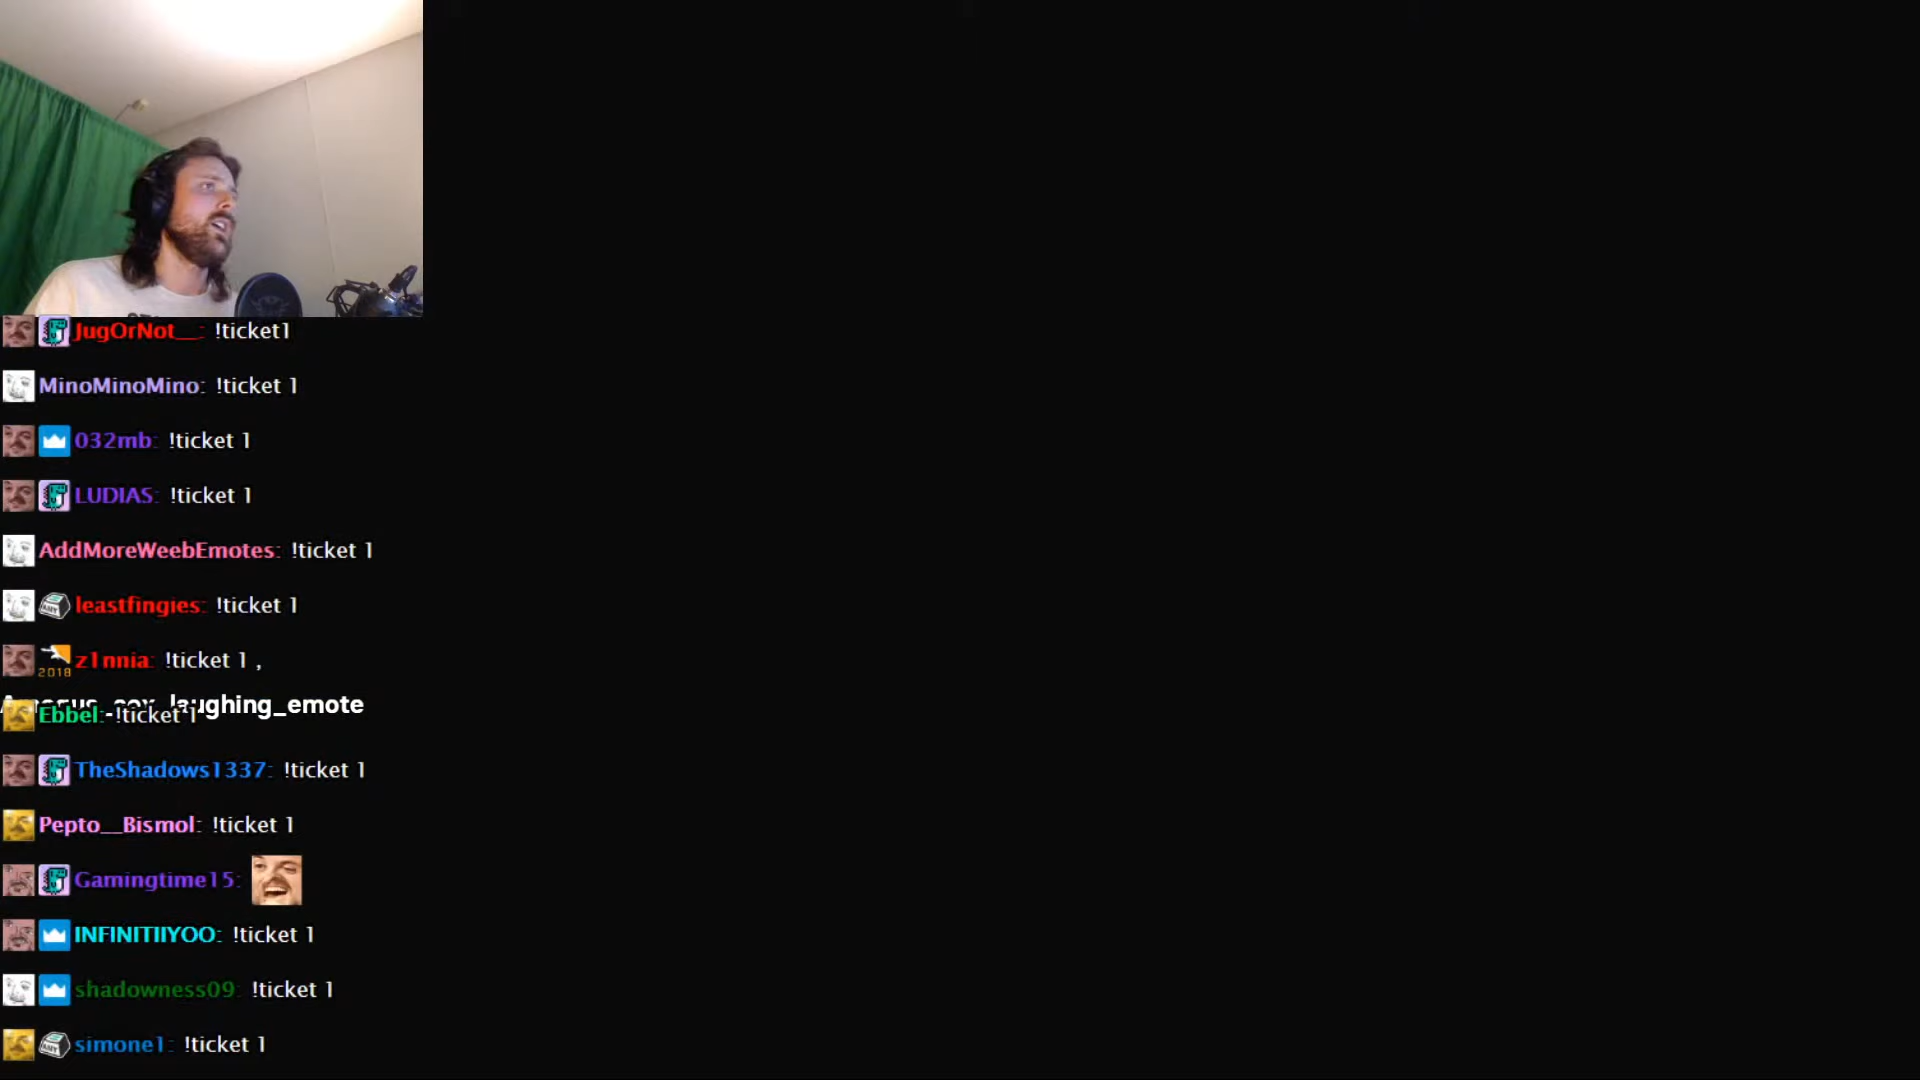 JugOrNot__: !ticket1
MinoMinoMino: !ticket 1
032mb: !ticket 1
LUDIAS: !ticket 1
AddMoreWeebEmotes: !ticket 1
leastfingies: !ticket 1
2018 z1nnia: !ticket 1 ,
laughing_emote
Ebbel: -!ticket 1
TheShadows1337: !ticket 1
Pepto__Bismol: !ticket 1
Gamingtime15:
INFINITIIYOO: !ticket 1
shadowness09: !ticket 1
simone1: !ticket 1